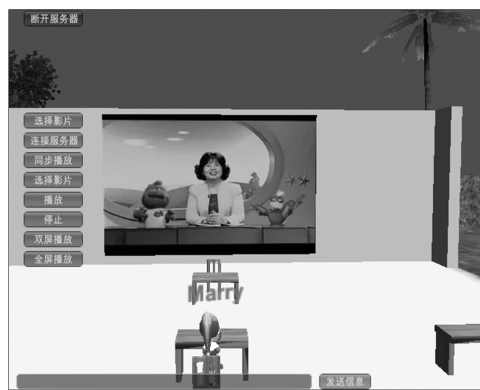 断开服务器
选择影片
连接服务器
同步播放
选择影片
播放
停止
双屏播放
全屏播放
Marry
发送信息